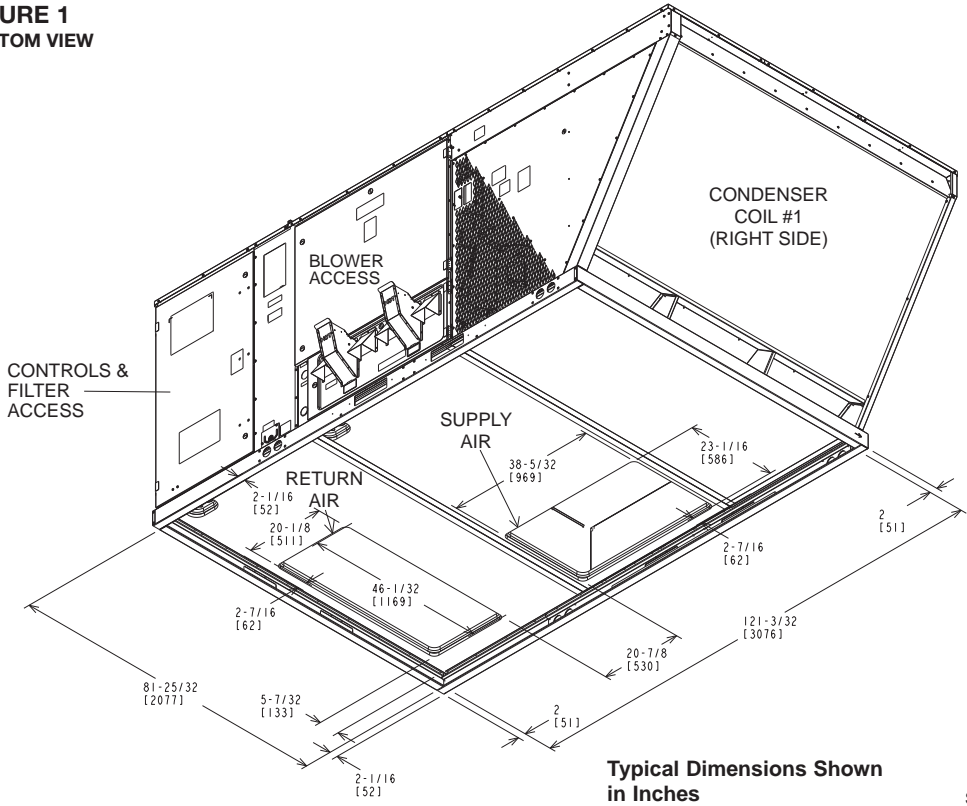 URE 1
TOM VIEW
CONDENSER
COIL #1
(RIGHT SIDE)
BLOWER
ACCESS
CONTROLS &
FILTER
ACCESS
SUPPLY
AIR
38-5/32
[969]
23-1/16
[586]
RETURN
AIR
2-1/16
[52]
20-1/8
[511]
46-1/32
[1169]
2-7/16
[62]
2-7/16
[62]
2
[51]
121-3/32
[3076]
20-7/8
[530]
81-25/32
[2077]
5-7/32
[133]
2
[51]
2-1/16
[52]
Typical Dimensions Shown
in Inches